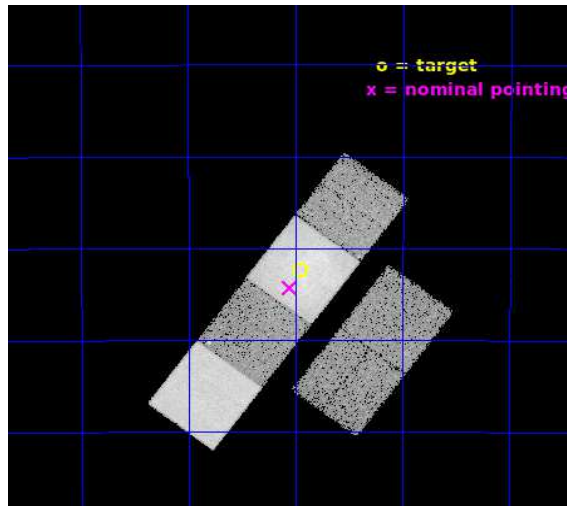 o = target
x = nominal pointing